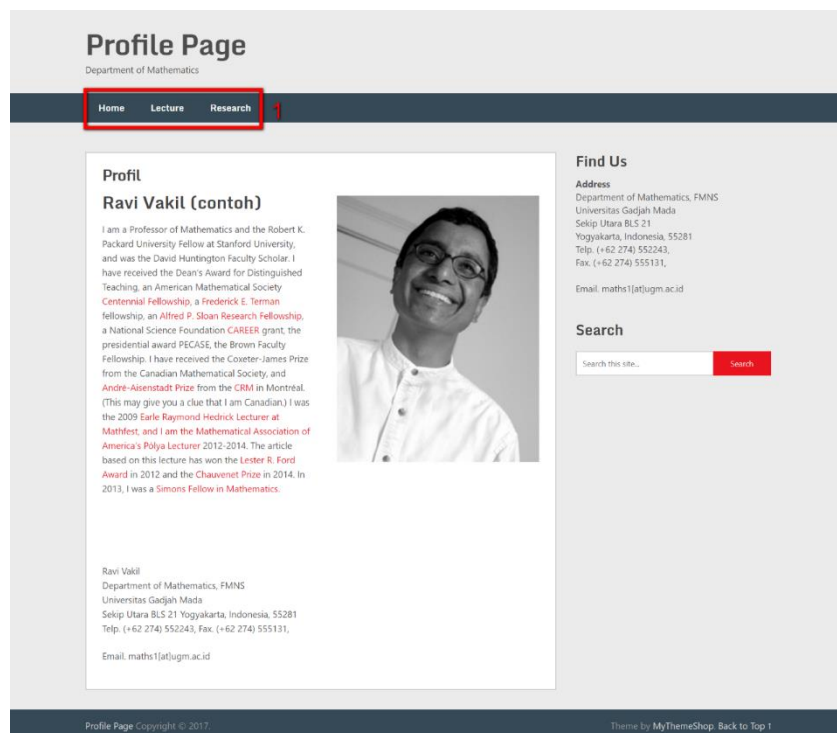 Profile Page
Department of Mathematics
Home Lecture Research 1
Profil
Ravi Vakil (contoh)
I am a Professor of Mathematics and the Robert K.
Packard University Fellow at Stanford University,
and was the David Huntington Faculty Scholar. I
have received the Dean's Award for Distinguished
Teaching, an American Mathematical Society
Centennial Fellowship, a Frederick E. Terman
fellowship, an Alfred P. Sloan Research Fellowship,
a National Science Foundation CAREER grant, the
presidential award PECASE, the Brown Faculty
Fellowship. I have received the Coxeter-James Prize
from the Canadian Mathematical Society, and
André-Aisenstadt Prize from the CRM in Montréal.
(This may give you a clue that I am Canadian.) I was
the 2009 Earle Raymond Hedrick Lecturer at
Mathfest, and I am the Mathematical Association of
America's Pólya Lecturer 2012-2014. The article
based on this lecture has won the Lester R. Ford
Award in 2012 and the Chauvenet Prize in 2014. In
2013, I was a Simons Fellow in Mathematics.
Ravi Vakil
Department of Mathematics, FMNS
Universitas Gadjah Mada
Sekip Utara BLS 21 Yogyakarta, Indonesia, 55281
Telp. (+62 274) 552243, Fax. (+62 274) 555131,
Email. maths1[at]ugm.ac.id
Find Us
Address
Department of Mathematics, FMNS
Universitas Gadjah Mada
Sekip Utara BLS 21
Yogyakarta, Indonesia, 55281
Telp. (+62 274) 552243,
Fax. (+62 274) 555131,
Email. maths1[at]ugm.ac.id
Search
Search this site... Search
Profile Page Copyright © 2017. Theme by MyThemeShop. Back to Top ↑